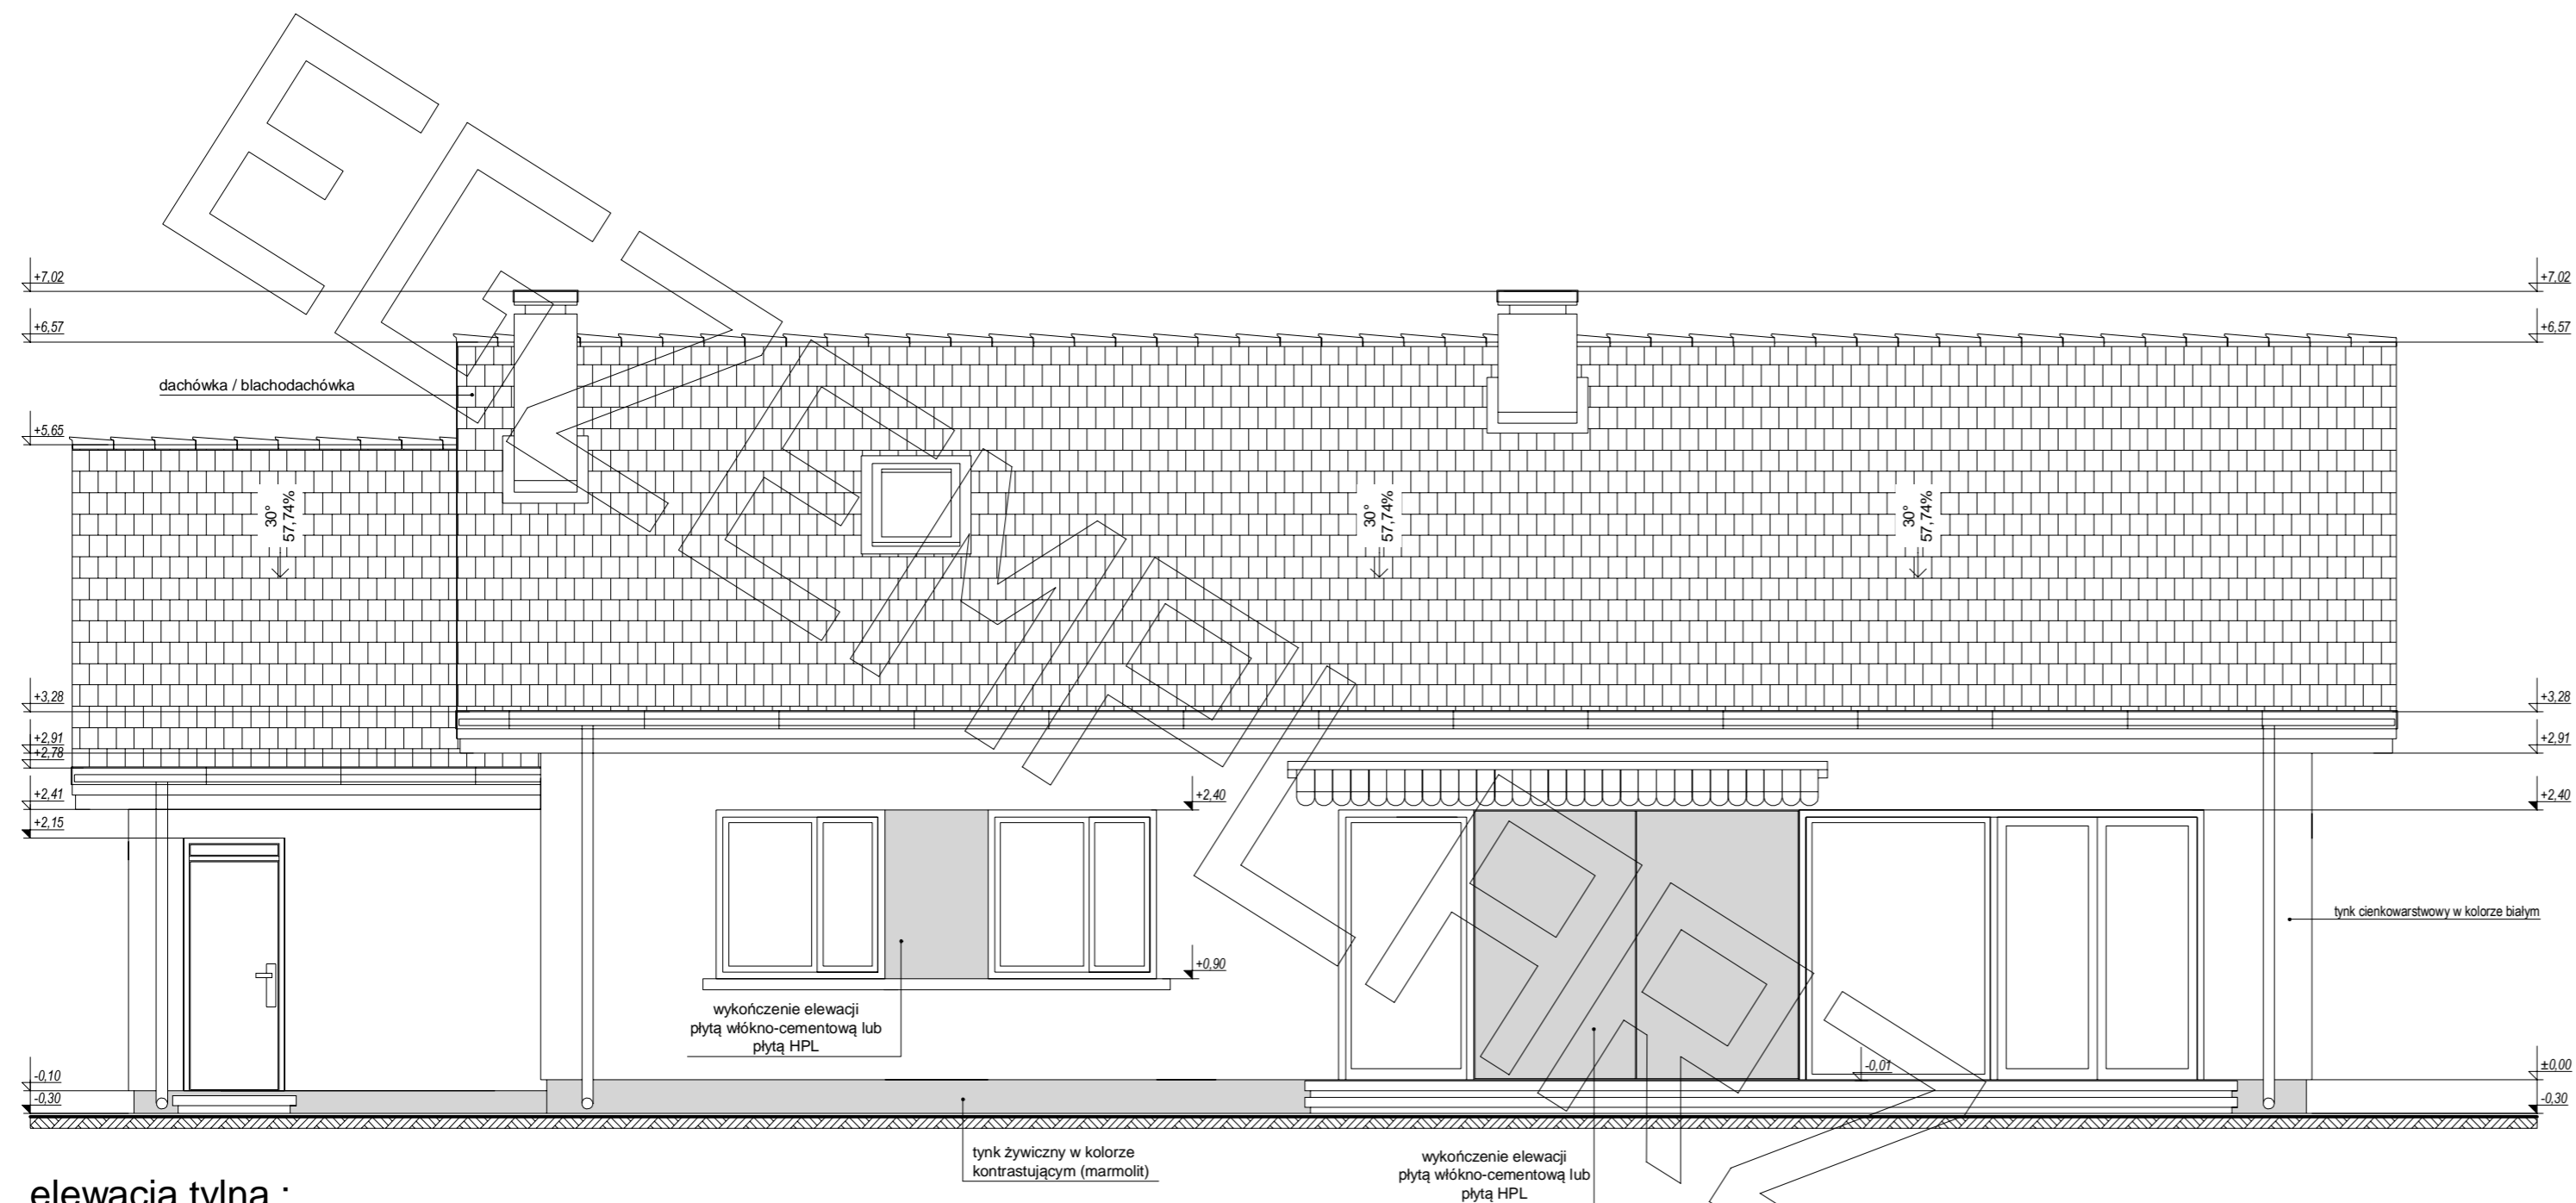 EGZEMPLARZ
+7,02
+7,02
+6,57
+6,57
dachówka / blachodachówka
+5,65
30°
57,74%
30°
57,74%
30°
57,74%
+3,28
+3,28
+2,91
+2,91
+2,78
+2,41
+2,40
+2,40
+2,15
tynk cienkowarstwowy w kolorze białym
+0,90
wykończenie elewacji
płytą włókno-cementową lub
płytą HPL
-0,01
-0,10
±0,00
-0,30
-0,30
tynk żywiczny w kolorze
kontrastującym (marmolit)
wykończenie elewacji
płytą włókno-cementową lub
płytą HPL
elewacja tylna :